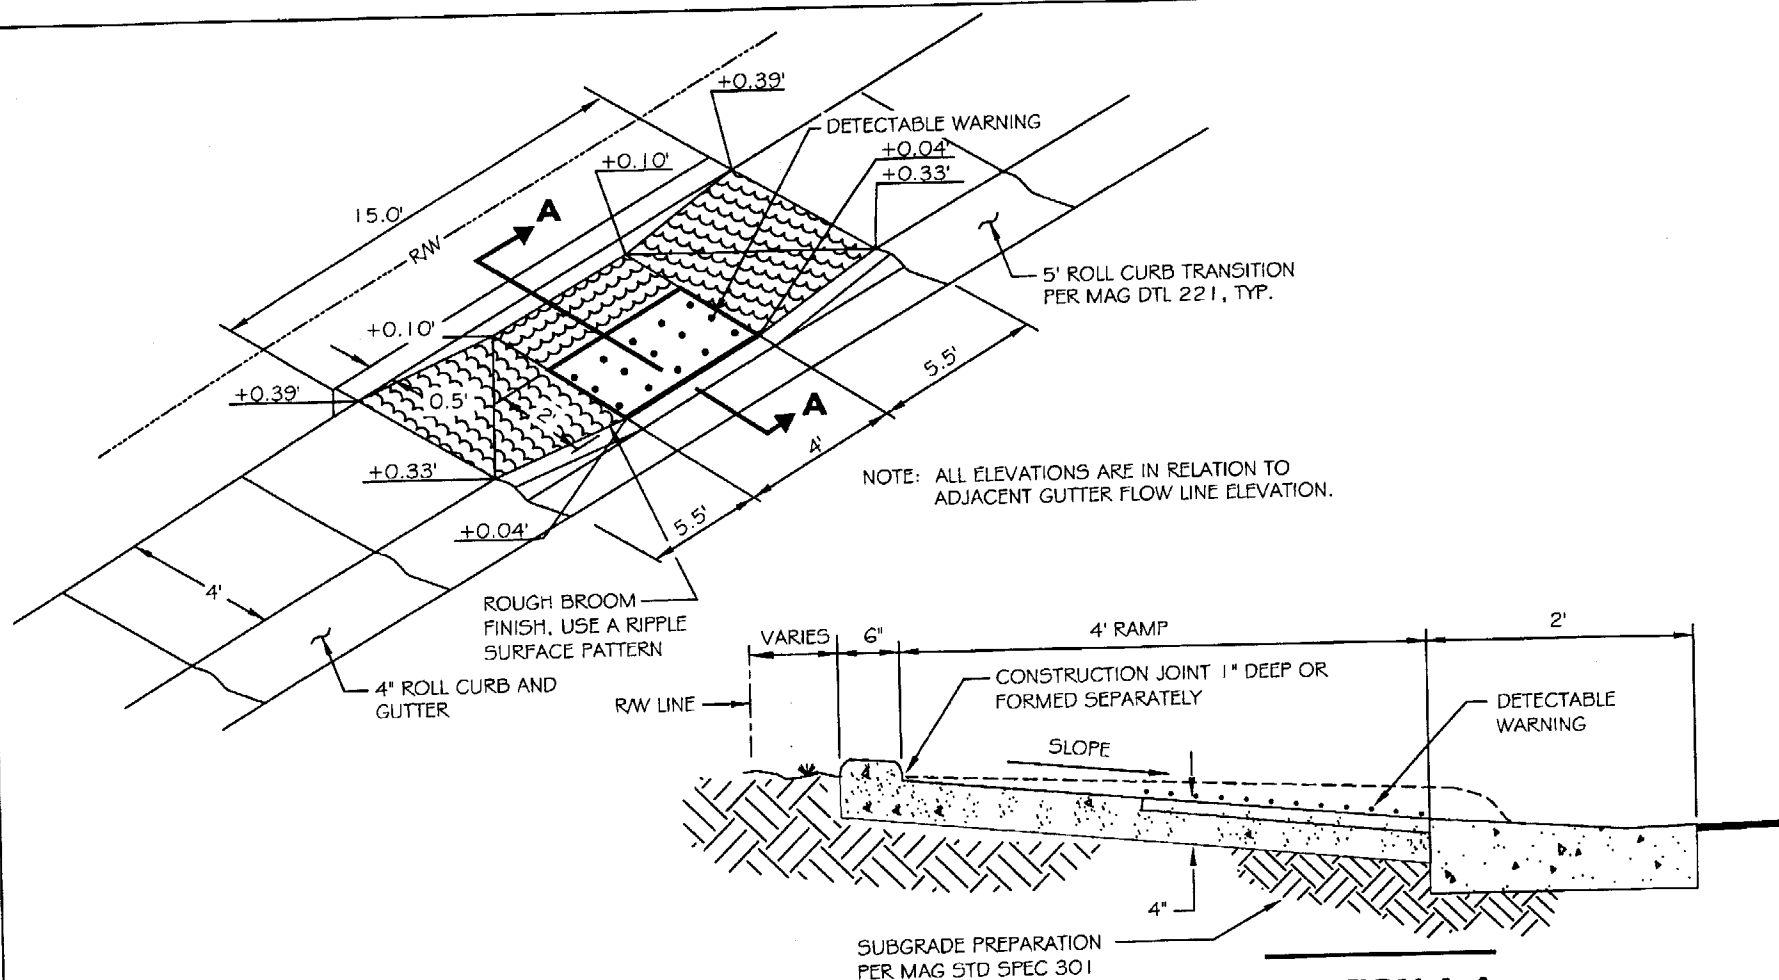 +0.39'
DETECTABLE WARNING
+0.04'
+0.10'
+0.33'
15.0'
A
R/W
5' ROLL CURB TRANSITION
PER MAG DTL 221, TYP.
+0.10'
5.5'
+0.39'
0.5'
2'
A
4'
+0.33'
NOTE: ALL ELEVATIONS ARE IN RELATION TO
ADJACENT GUTTER FLOW LINE ELEVATION.
5.5'
+0.04'
4'
ROUGH BROOM
FINISH, USE A RIPPLE
SURFACE PATTERN
4" ROLL CURB AND
GUTTER
VARIES
6"
4' RAMP
2'
CONSTRUCTION JOINT 1" DEEP OR
FORMED SEPARATELY
R/W LINE
DETECTABLE
WARNING
SLOPE
4"
SUBGRADE PREPARATION
PER MAG STD SPEC 301